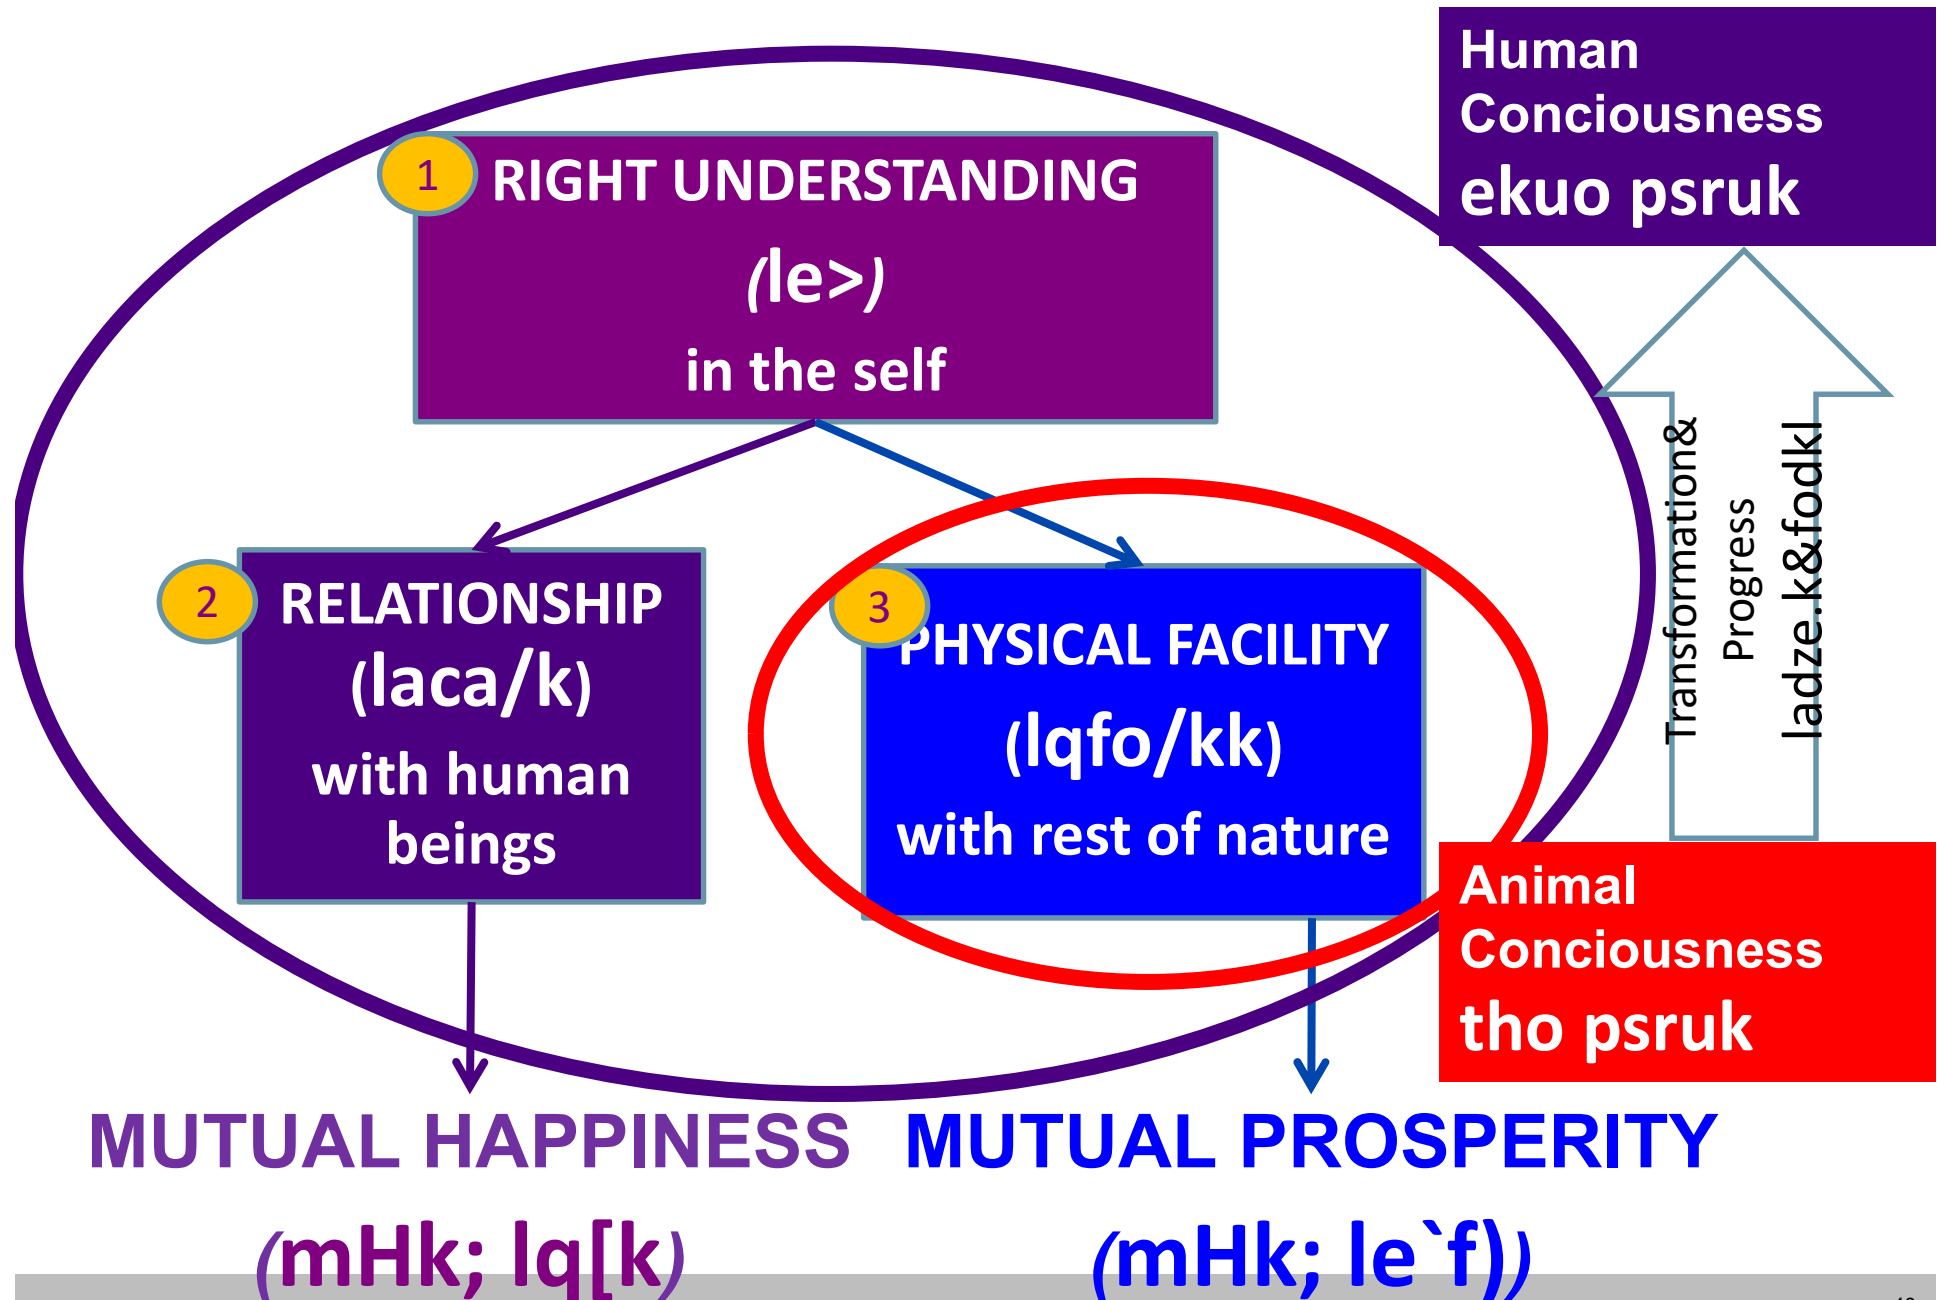 Human
Conciousness
ekuo psruk
1
RIGHT UNDERSTANDING
(le>)
in the self
Transformation&
Progress
ladze.k&fodkl
2
RELATIONSHIP
(laca/k)
with human
beings
3
PHYSICAL FACILITY
(lqfo/kk)
with rest of nature
Animal
Conciousness
tho psruk
MUTUAL HAPPINESS
(mHk; lq[k)
MUTUAL PROSPERITY
(mHk; le`f))